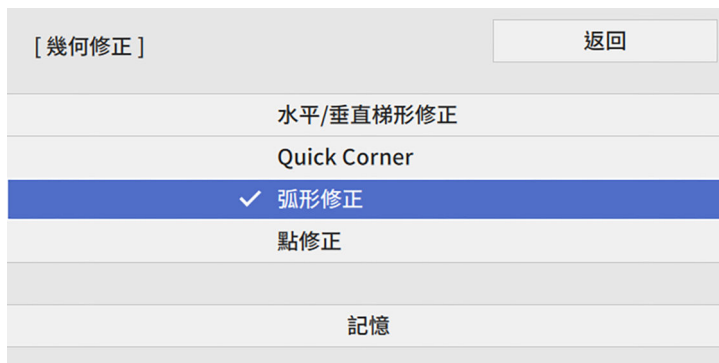 [ 幾何修正 ]
返回
水平/垂直梯形修正
Quick Corner
弧形修正
點修正
記憶